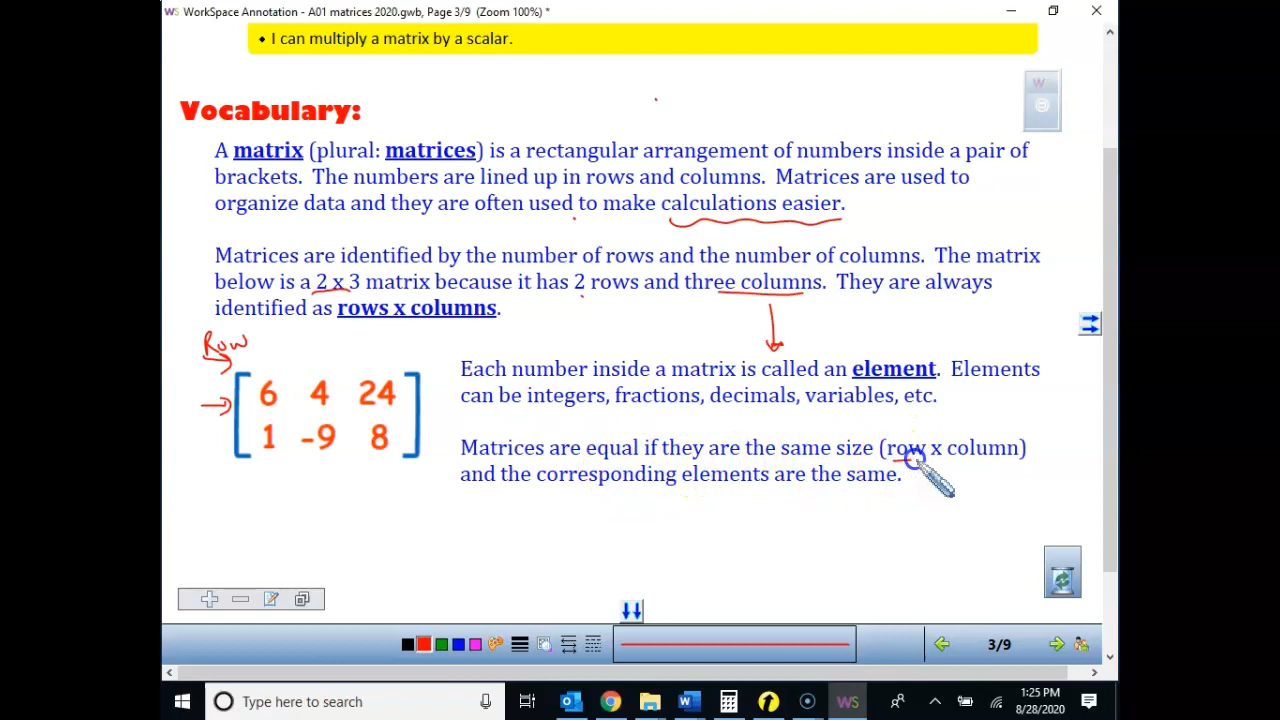 WS WorkSpace Annotation - A01 matrices 2020.gwb, Page 3/9 (Zoom 100%) *
• I can multiply a matrix by a scalar.
W
Vocabulary:
A matrix (plural: matrices) is a rectangular arrangement of numbers inside a pair of
brackets. The numbers are lined up in rows and columns. Matrices are used to
organize data and they are often used to make calculations easier.
Matrices are identified by the number of rows and the number of columns. The matrix
below is a 2 x 3 matrix because it has 2 rows and three columns. They are always
identified as rows x columns.
Row
6 4 24
1 -9 8
Each number inside a matrix is called an element. Elements
can be integers, fractions, decimals, variables, etc.
Matrices are equal if they are the same size (row x column)
and the corresponding elements are the same.
3/9
Type here to search
WS
1:25 PM
8/28/2020